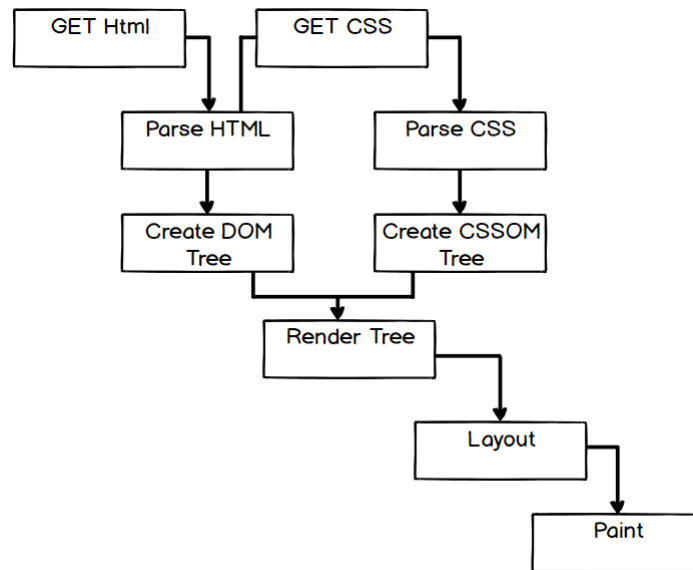 GET Html
GET CSS
Parse HTML
Parse CSS
Create DOM
Tree
Create CSSOM
Tree
Render Tree
Layout
Paint